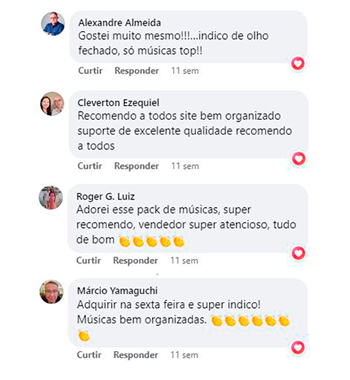 Alexandre Almeida
Gostei muito mesmo!!!...indico de olho
fechado, só músicas top!!
Curtir Responder 11 sem
Cleverton Ezequiel
Recomendo a todos site bem organizado
suporte de excelente qualidade recomendo
a todos
Curtir Responder 11 sem
Roger G. Luiz
Adorei esse pack de músicas, super
recomendo, vendedor super atencioso, tudo
de bom 👏👏👏👏👏
Curtir Responder 11 sem
Márcio Yamaguchi
Adquirir na sexta feira e super indico!
Músicas bem organizadas. 👏👏👏👏👏👏
👏
Curtir Responder 11 sem